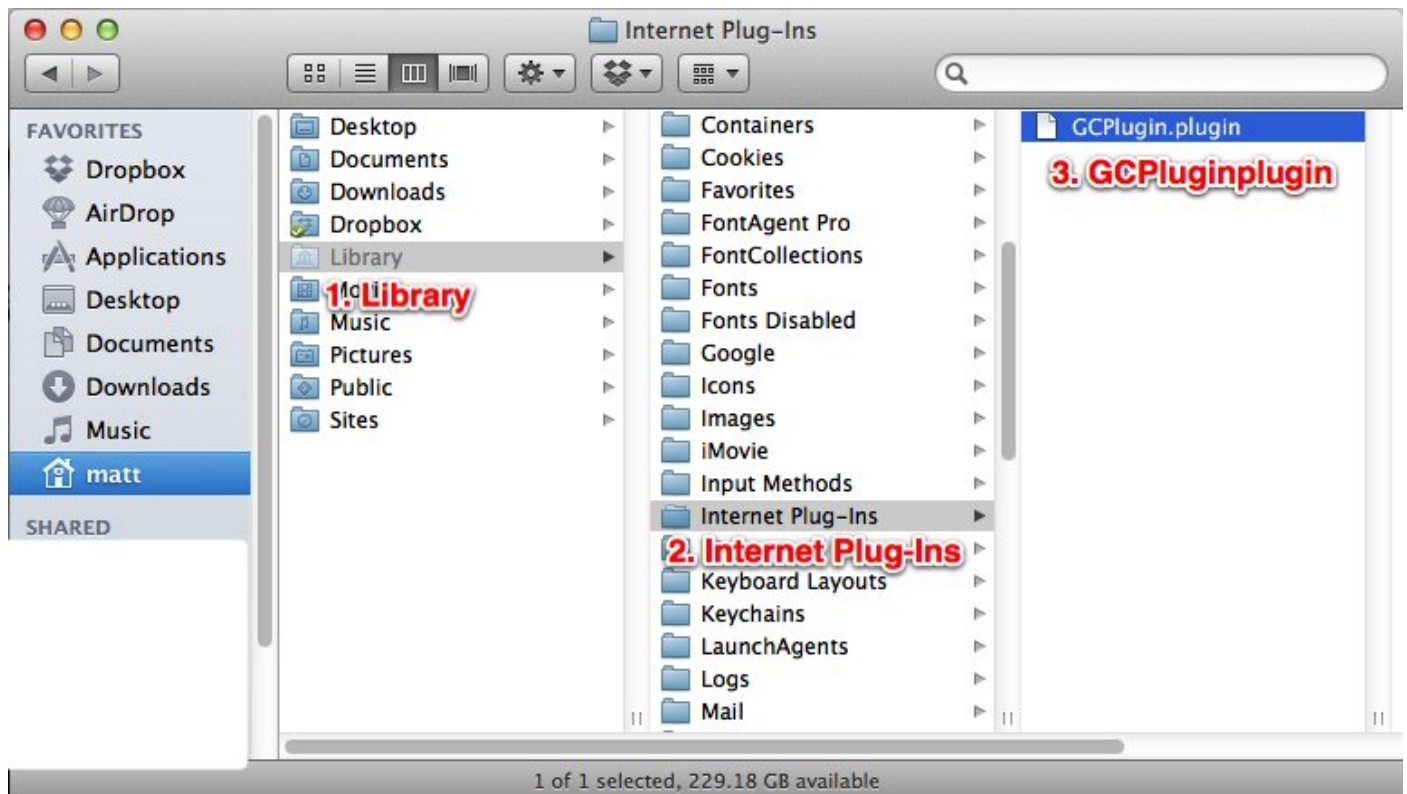 Internet Plug-Ins
FAVORITES
Dropbox
AirDrop
Applications
Desktop
Documents
Downloads
Music
matt
SHARED
Desktop
Documents
Downloads
Dropbox
Library
1. Library
Music
Pictures
Public
Sites
Containers
Cookies
Favorites
FontAgent Pro
FontCollections
Fonts
Fonts Disabled
Google
Icons
Images
iMovie
Input Methods
Internet Plug-Ins
2. Internet Plug-Ins
Keyboard Layouts
Keychains
LaunchAgents
Logs
Mail
GCPlugin.plugin
3. GCPluginplugin
1 of 1 selected, 229.18 GB available